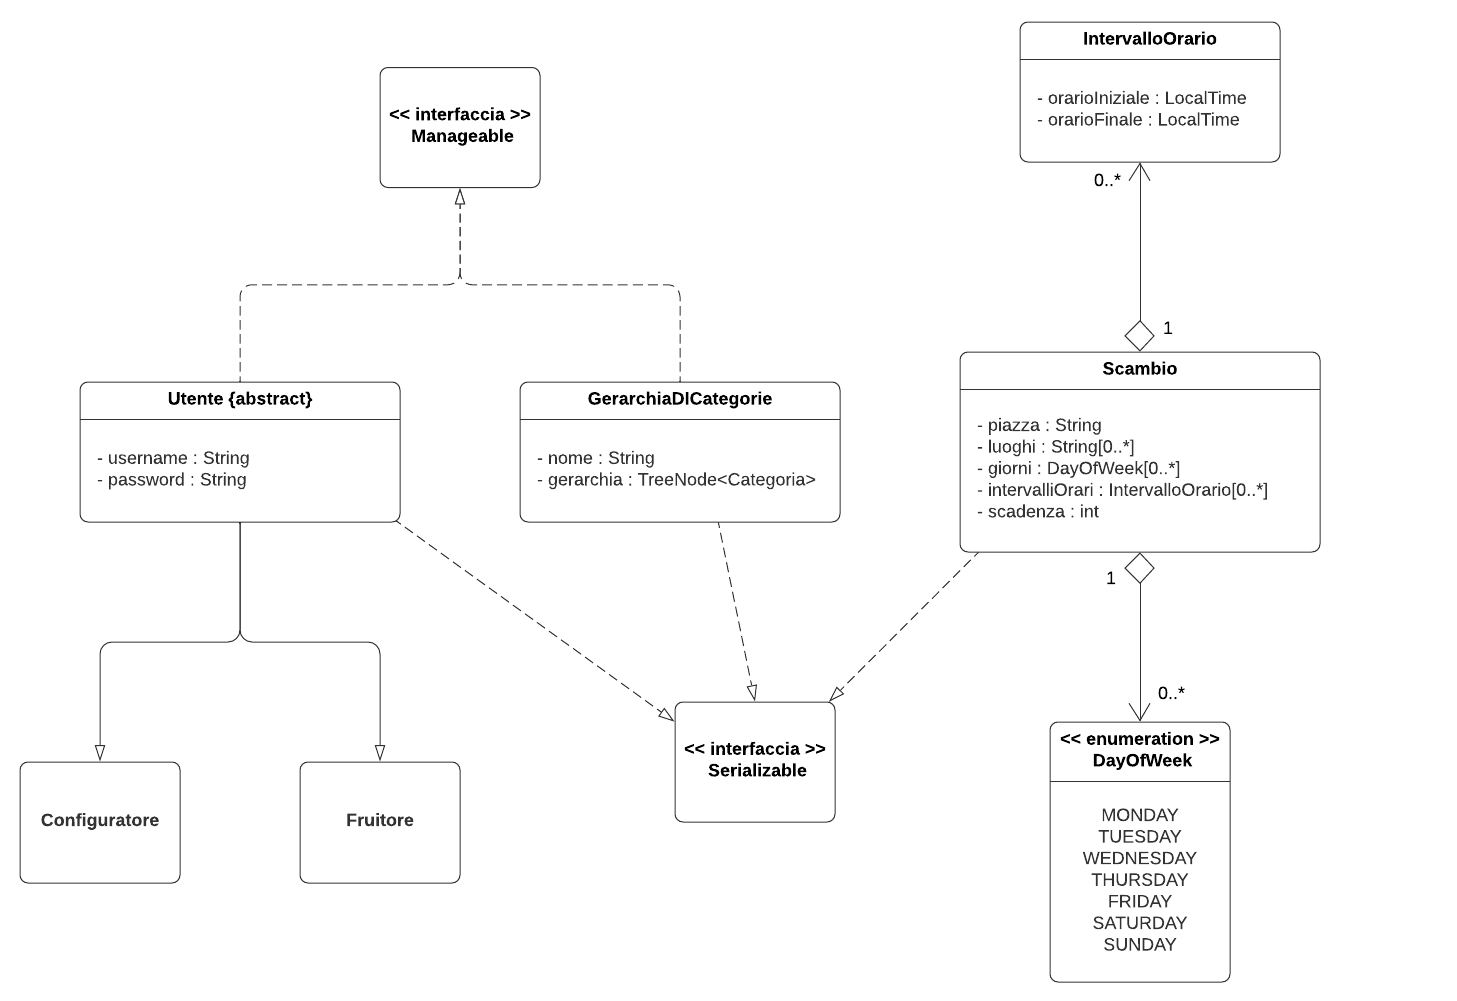 IntervalloOrario
- orarioIniziale : LocalTime
- orarioFinale : LocalTime
<< interfaccia >>
Manageable
0..*
1
Utente {abstract}
- username : String
- password : String
GerarchiaDICategorie
- nome : String
- gerarchia : TreeNode<Categoria>
Scambio
- piazza : String
- luoghi : String[0..*]
- giorni : DayOfWeek[0..*]
- intervalliOrari : IntervalloOrario[0..*]
- scadenza : int
1
0..*
Configuratore
Fruitore
<< interfaccia >>
Serializable
<< enumeration >>
DayOfWeek
MONDAY
TUESDAY
WEDNESDAY
THURSDAY
FRIDAY
SATURDAY
SUNDAY